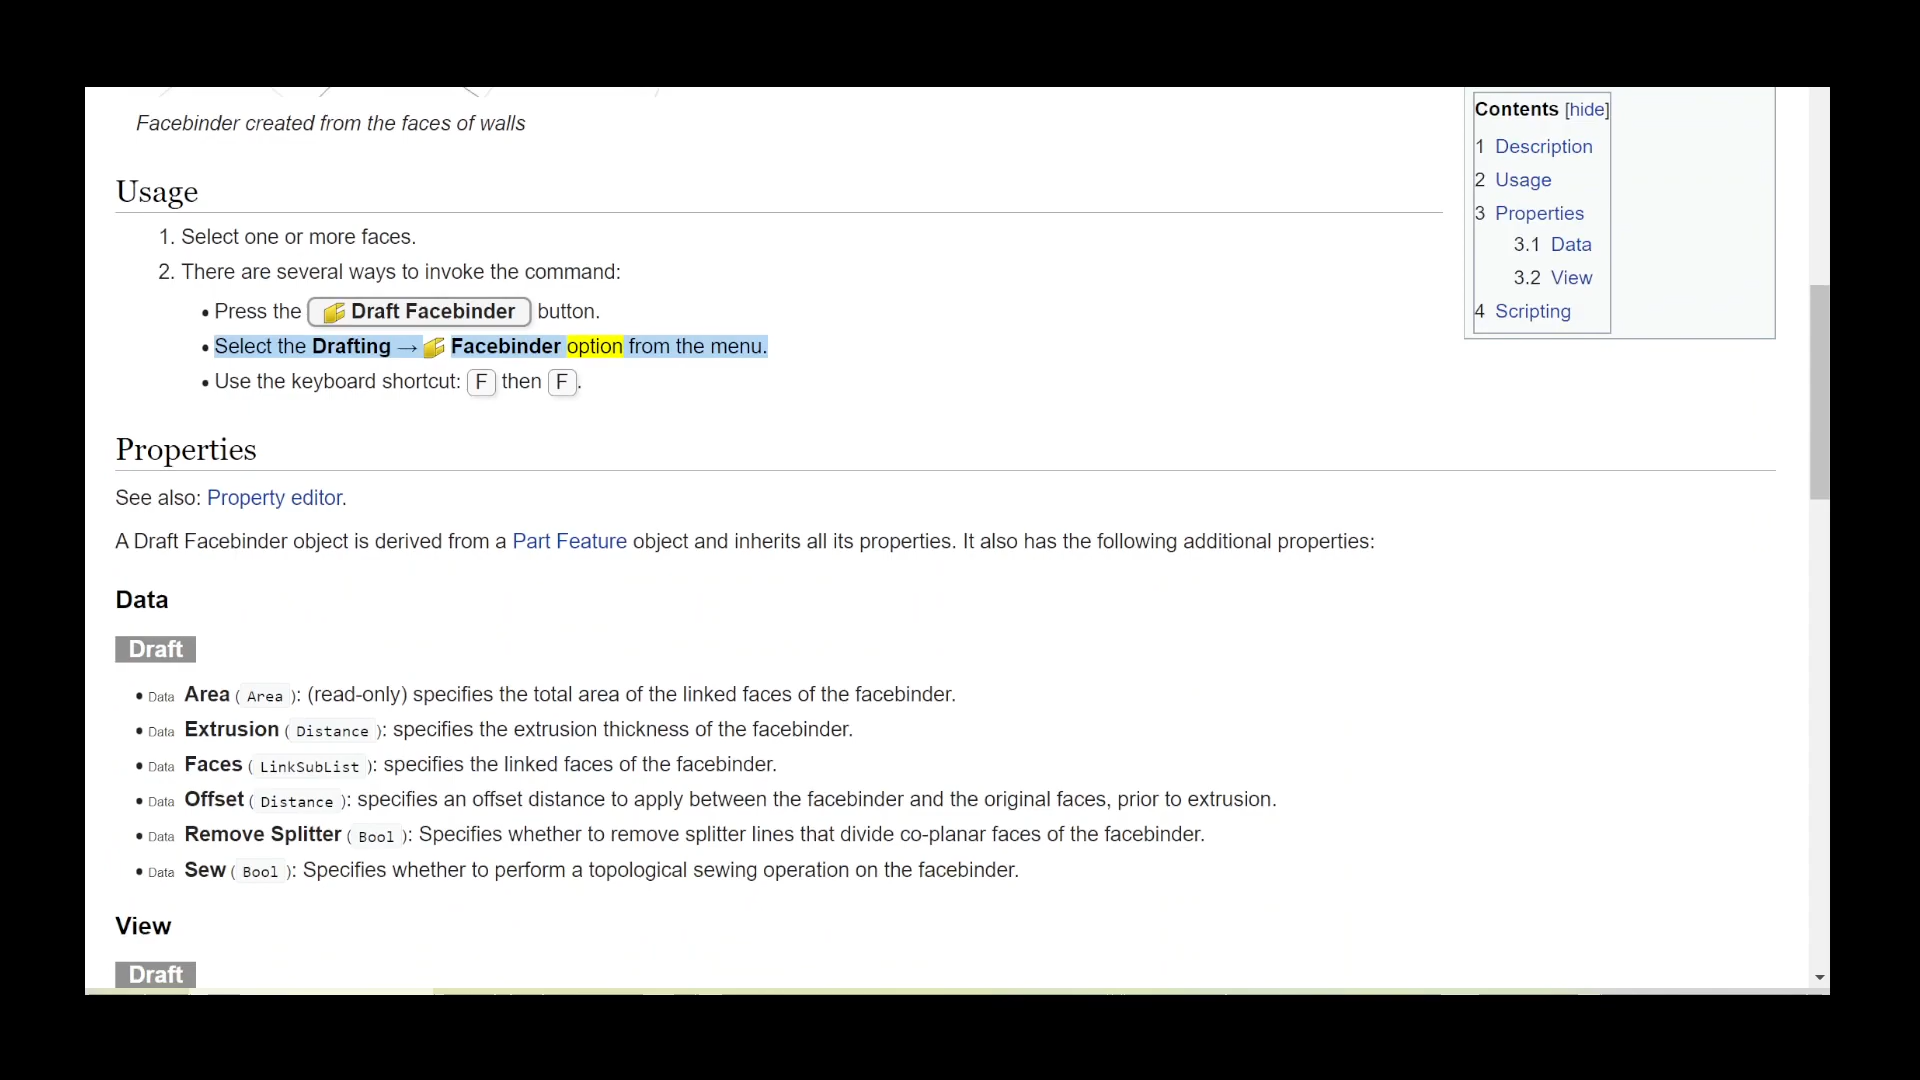 Facebinder created from the faces of walls
Usage
1. Select one or more faces.
2. There are several ways to invoke the command:
• Press the Draft Facebinder button.
• Select the Drafting → Facebinder option from the menu.
• Use the keyboard shortcut: F then F.
Contents [hide]
1 Description
2 Usage
3 Properties
3.1 Data
3.2 View
4 Scripting
Properties
See also: Property editor.
A Draft Facebinder object is derived from a Part Feature object and inherits all its properties. It also has the following additional properties:
Data
Draft
• Data Area ( Area ): (read-only) specifies the total area of the linked faces of the facebinder.
• Data Extrusion ( Distance ): specifies the extrusion thickness of the facebinder.
• Data Faces ( LinkSubList ): specifies the linked faces of the facebinder.
• Data Offset ( Distance ): specifies an offset distance to apply between the facebinder and the original faces, prior to extrusion.
• Data Remove Splitter ( Bool ): Specifies whether to remove splitter lines that divide co-planar faces of the facebinder.
• Data Sew ( Bool ): Specifies whether to perform a topological sewing operation on the facebinder.
View
Draft